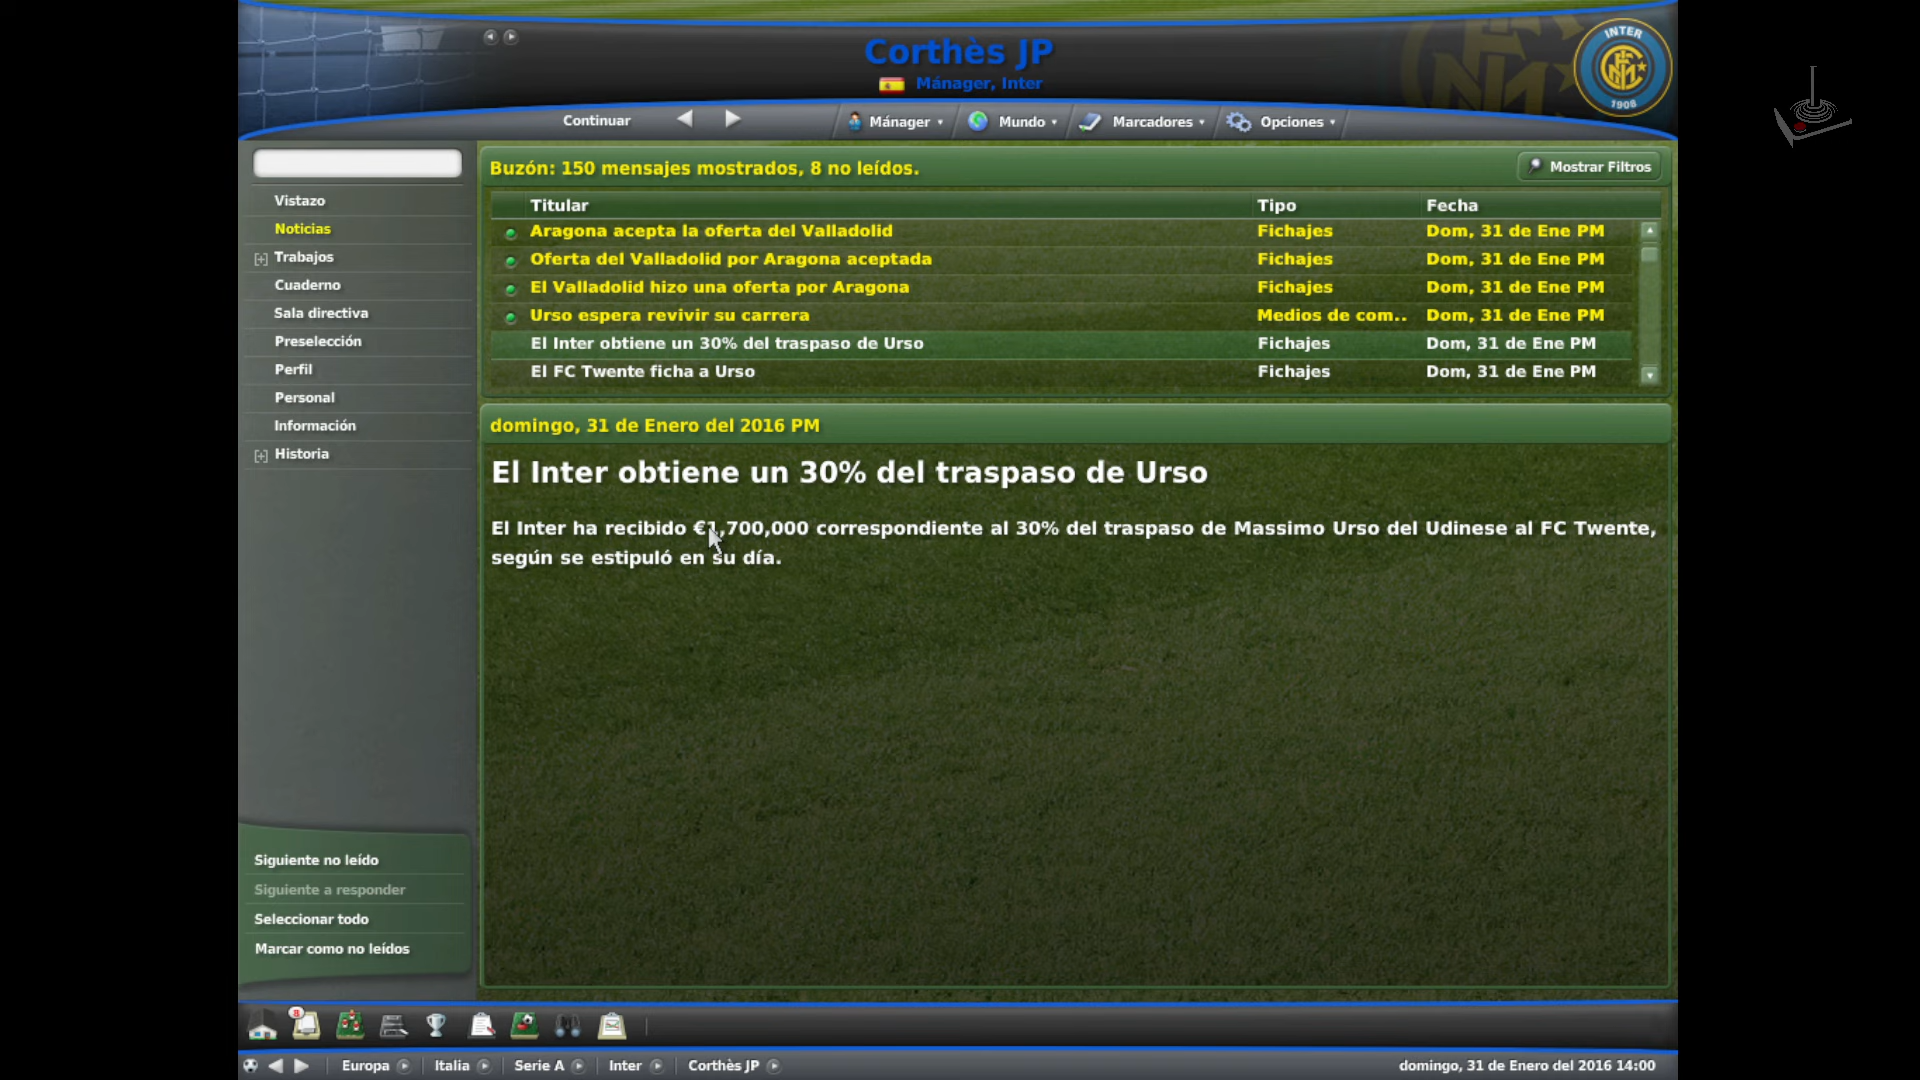 Corthès JP
Mánager, Inter
INTER
1908
Continuar
Mánager
Mundo
Marcadores
Opciones
Buzón: 150 mensajes mostrados, 8 no leídos.
Mostrar Filtros
Titular Tipo Fecha
Aragona acepta la oferta del Valladolid Fichajes Dom, 31 de Ene PM
Oferta del Valladolid por Aragona aceptada Fichajes Dom, 31 de Ene PM
El Valladolid hizo una oferta por Aragona Fichajes Dom, 31 de Ene PM
Urso espera revivir su carrera Medios de com.. Dom, 31 de Ene PM
El Inter obtiene un 30% del traspaso de Urso Fichajes Dom, 31 de Ene PM
El FC Twente ficha a Urso Fichajes Dom, 31 de Ene PM
Vistazo
Noticias
[+] Trabajos
Cuaderno
Sala directiva
Preselección
Perfil
Personal
Información
[+] Historia
domingo, 31 de Enero del 2016 PM
El Inter obtiene un 30% del traspaso de Urso
El Inter ha recibido €1,700,000 correspondiente al 30% del traspaso de Massimo Urso del Udinese al FC Twente,
según se estipuló en su día.
Siguiente no leído
Siguiente a responder
Seleccionar todo
Marcar como no leídos
8
Europa
Italia
Serie A
Inter
Corthès JP
domingo, 31 de Enero del 2016 14:00